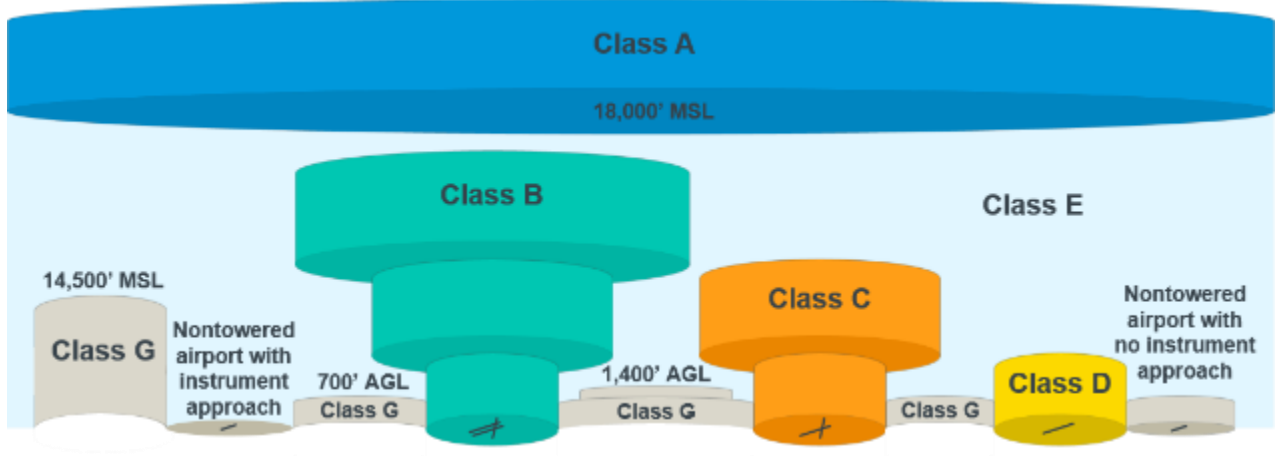 Class A
18,000' MSL
Class B
Class E
14,500' MSL
Class G
Nontowered
airport with
instrument
approach
700' AGL
Class G
1,400' AGL
Class G
Class C
Class G
Class D
Nontowered
airport with
no instrument
approach